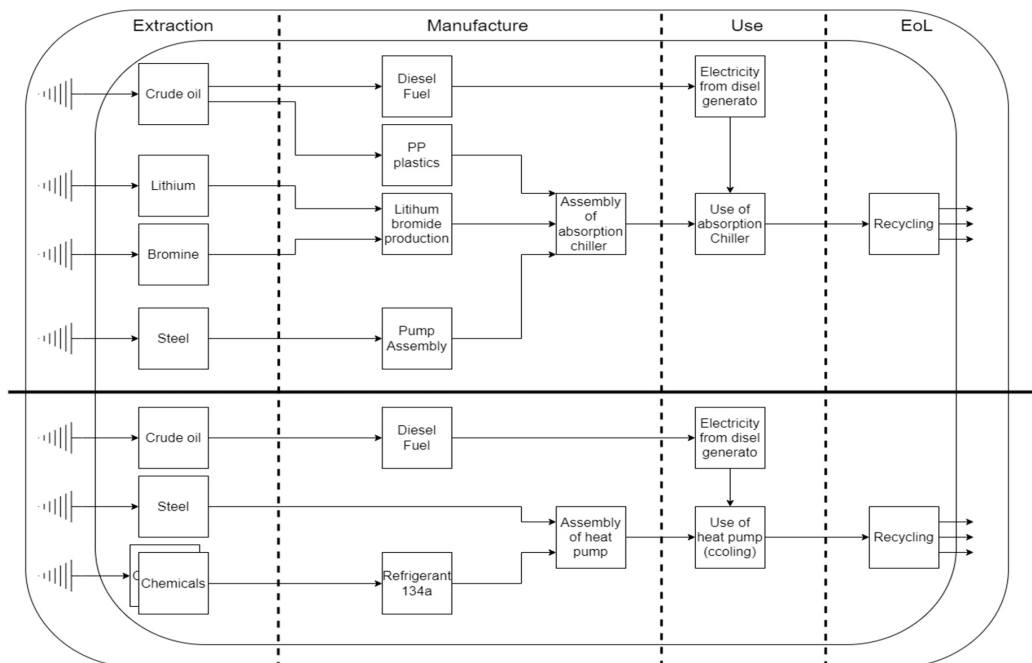 Extraction
Manufacture
Use
EoL
Crude oil
Diesel
Fuel
Electricity
from disel
generato
PP
plastics
Lithium
Litihum
bromide
production
Assembly
of
absorption
chiller
Use of
absorption
Chiller
Recycling
Bromine
Steel
Pump
Assembly
Crude oil
Diesel
Fuel
Electricity
from disel
generato
Steel
Assembly
of heat
pump
Use of
heat pump
(ccoling)
Recycling
Chemicals
Refrigerant
134a